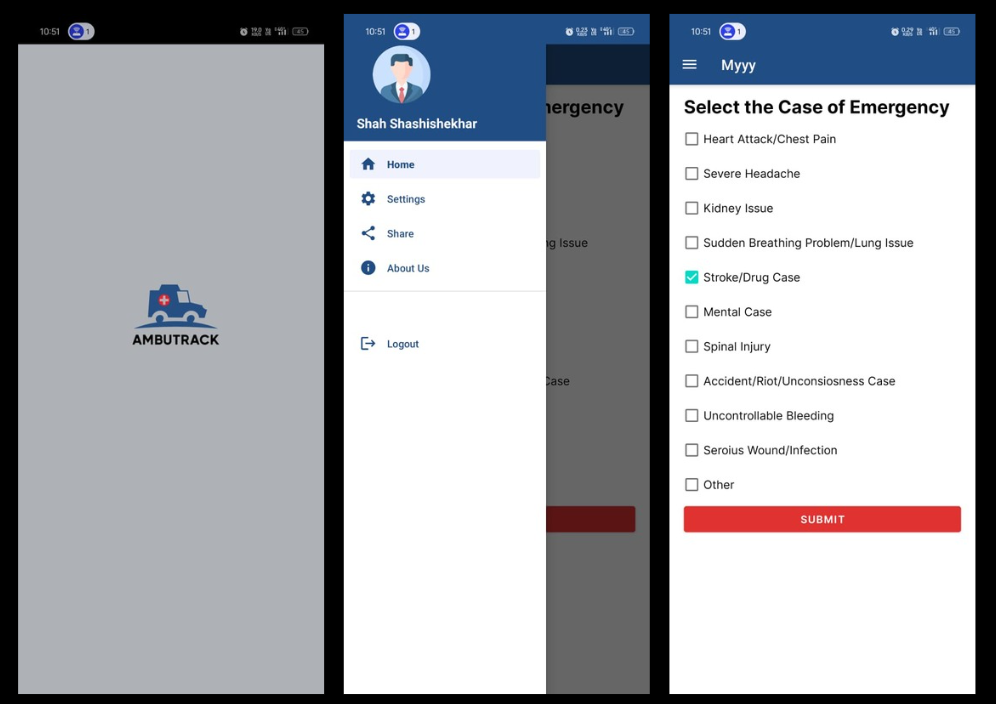 10:51
1
AMBUTRACK
10:51
1
Shah Shashishekhar
Home
Settings
Share
About Us
Logout
nergency
ng Issue
Case
10:51
1
Myyy
Select the Case of Emergency
Heart Attack/Chest Pain
Severe Headache
Kidney Issue
Sudden Breathing Problem/Lung Issue
Stroke/Drug Case
Mental Case
Spinal Injury
Accident/Riot/Unconsiosness Case
Uncontrollable Bleeding
Seroius Wound/Infection
Other
SUBMIT